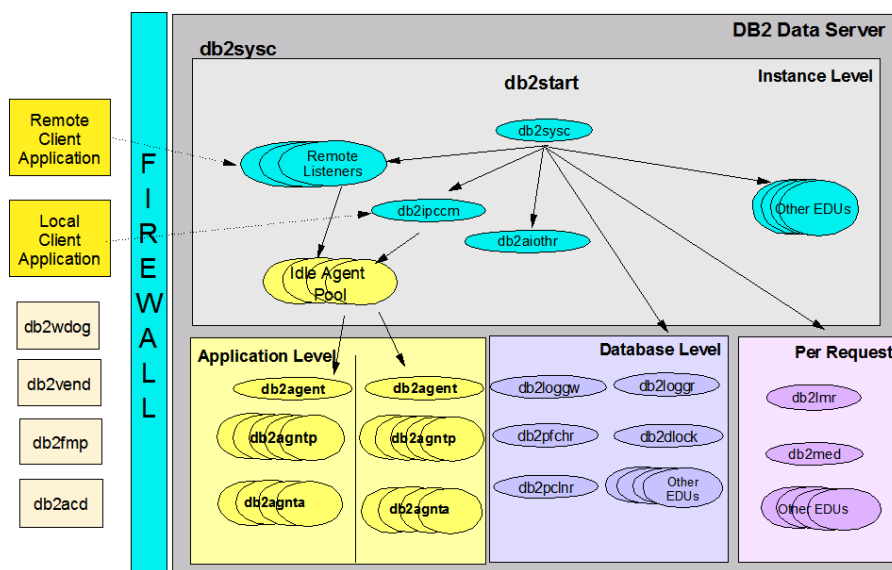 DB2 Data Server
db2sysc
Instance Level
db2start
Remote
Client
Application
Local
Client
Application
db2wdog
db2vend
db2fmp
db2acd
F
I
R
E
W
A
L
L
db2sysc
Remote
Listeners
db2ipccm
db2aiothr
Other EDUs
Idle Agent
Pool
Application Level
db2agent
db2agntp
db2agnta
db2agent
db2agntp
db2agnta
Database Level
db2loggw
db2loggr
db2pfchr
db2dlock
db2pclnr
Other
EDUs
Per Request
db2lmr
db2med
Other EDUs